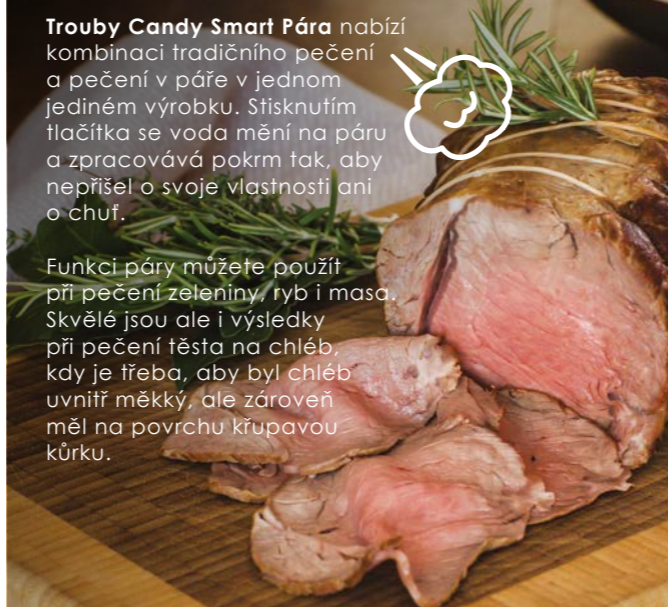 Trouby Candy Smart Pára nabízí
kombinaci tradičního pečení
a pečení v páře v jednom
jediném výrobku. Stisknutím
tlačítka se voda mění na páru
a zpracovává pokrm tak, aby
nepřišel o svoje vlastnosti ani
o chuť.
Funkci páry můžete použít
při pečení zeleniny, ryb i masa.
Skvělé jsou ale i výsledky
při pečení těsta na chléb,
kdy je třeba, aby byl chléb
uvnitř měkký, ale zároveň
měl na povrchu křupavou
kůrku.